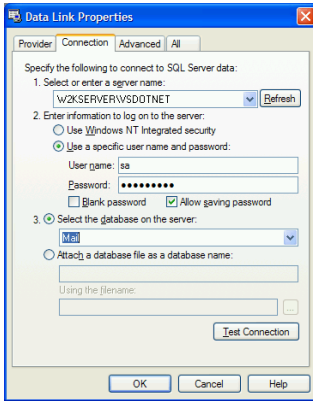 Data Link Properties
Provider Connection Advanced All
Specify the following to connect to SQL Server data:
1. Select or enter a server name:
W2KSERVER\VSDOTNET Refresh
2. Enter information to log on to the server:
Use Windows NT Integrated security
Use a specific user name and password:
User name: sa
Password: •••••••••
Blank password Allow saving password
3. Select the database on the server:
Mail
Attach a database file as a database name:
Using the filename:
...
Test Connection
OK Cancel Help